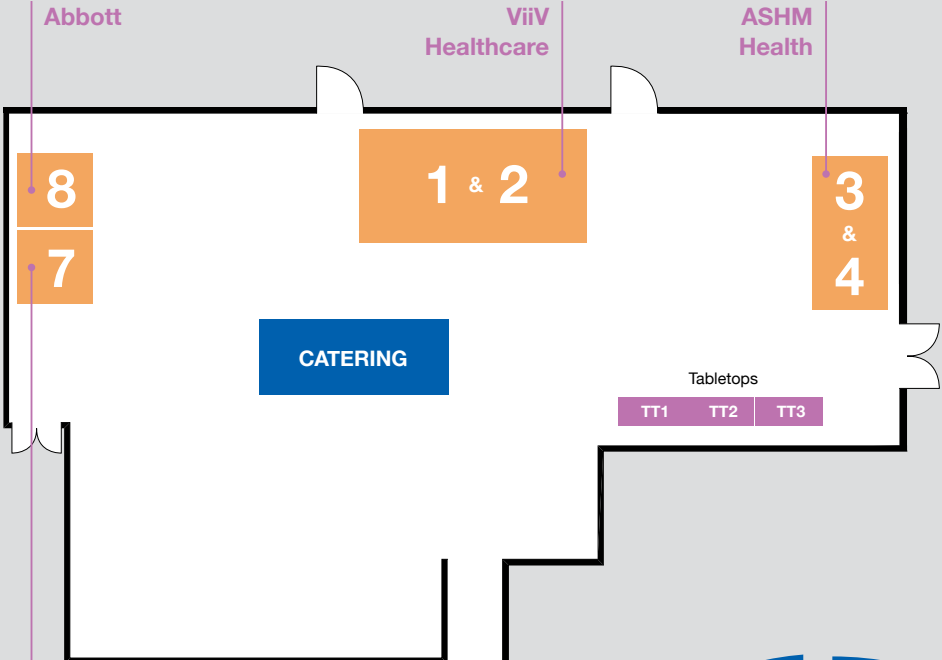 Abbott
ViiV
Healthcare
ASHM
Health
8
7
1 & 2
3
&
4
CATERING
Tabletops
TT1 TT2 TT3